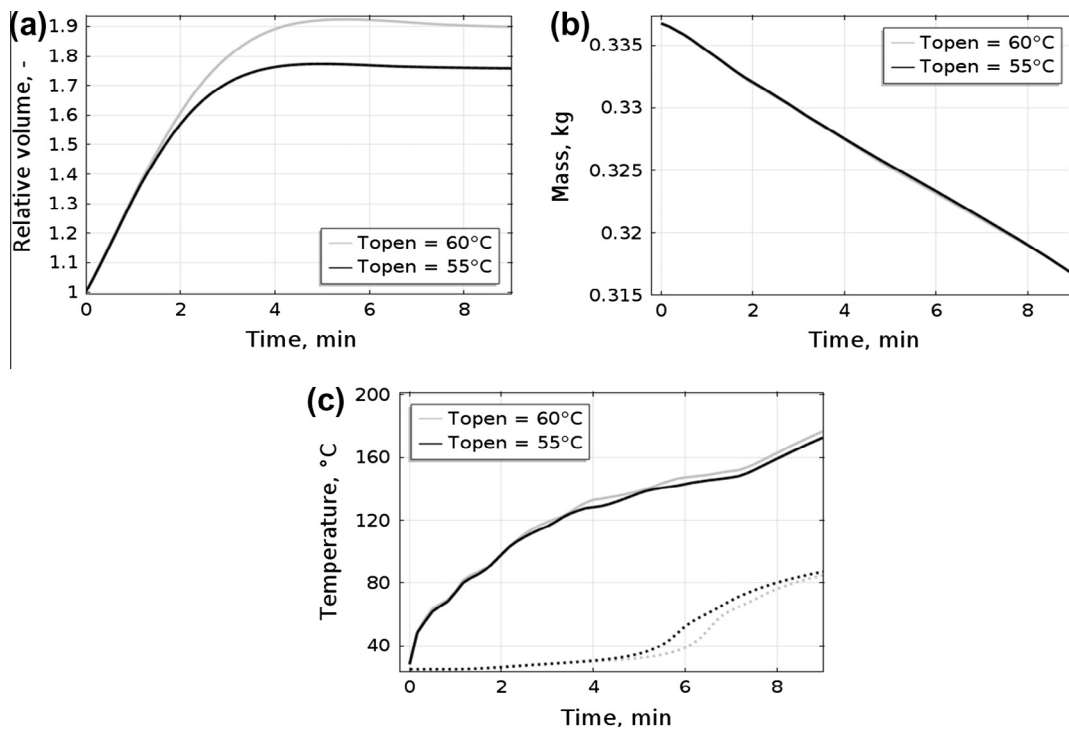 (a)
Relative volume, -
1.9
1.8
1.7
1.6
1.5
1.4
1.3
1.2
1.1
1
Topen = 60°C
Topen = 55°C
0 2 4 6 8
Time, min
(b)
Mass, kg
0.335
0.33
0.325
0.32
0.315
Topen = 60°C
Topen = 55°C
0 2 4 6 8
Time, min
(c)
Temperature, °C
200
160
120
80
40
Topen = 60°C
Topen = 55°C
0 2 4 6 8
Time, min